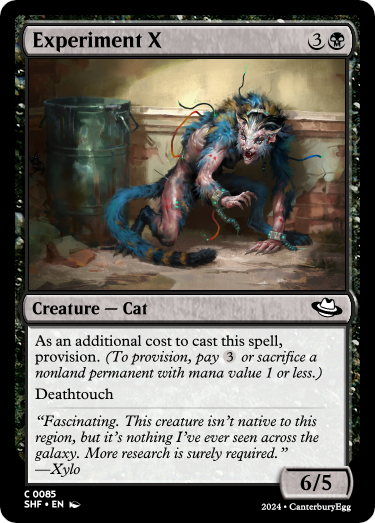 Experiment X 3
Creature — Cat
As an additional cost to cast this spell,
provision. (To provision, pay 3 or sacrifice a
nonland permanent with mana value 1 or less.)
Deathtouch
“Fascinating. This creature isn't native to this
region, but it's nothing I've ever seen across the
galaxy. More research is surely required.”
—Xylo
6/5
C 0085
SHF • EN
2024 • CanterburyEgg